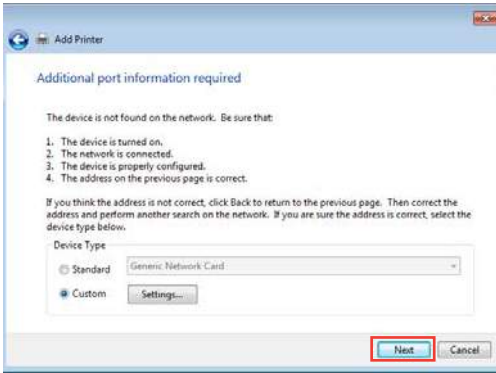 Add Printer
Additional port information required
The device is not found on the network. Be sure that:
1. The device is turned on.
2. The network is connected.
3. The device is properly configured.
4. The address on the previous page is correct.
If you think the address is not correct, click Back to return to the previous page. Then correct the
address and perform another search on the network. If you are sure the address is correct, select the
device type below.
Device Type
Standard Generic Network Card
Custom Settings...
Next Cancel